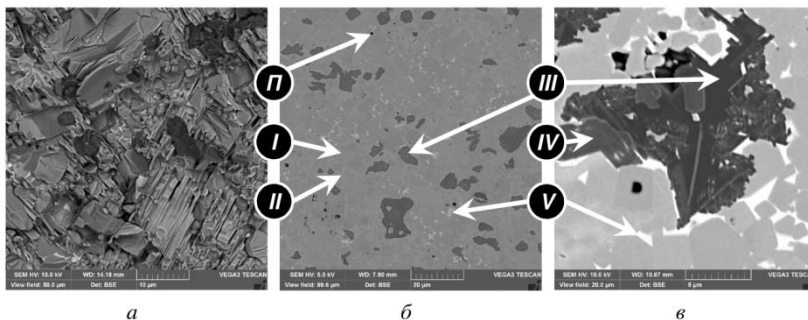 П
I
II
III
IV
V
SEM HV: 10.0 kV WD: 14.18 mm VEGA3 TESCAN
View field: 50.0 µm Det: BSE 10 µm
SEM HV: 5.0 kV WD: 7.90 mm VEGA3 TESCAN
View field: 99.6 µm Det: BSE 20 µm
SEM HV: 10.0 kV WD: 10.67 mm VEGA3 TESCAN
View field: 20.0 µm Det: BSE 5 µm
а б в